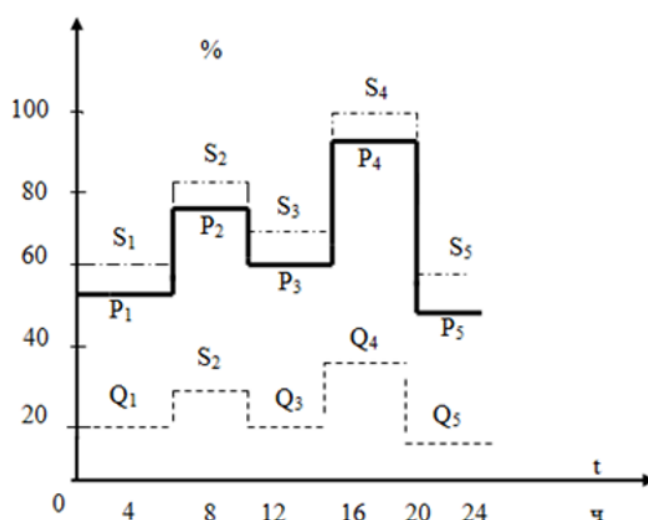 %
100
S₄
S₂
P₄
80
S₃
P₂
60
S₁
S₅
P₃
P₁
P₅
40
Q₄
S₂
Q₁
Q₃
Q₅
20
t
0 4 8 12 16 20 24 ч